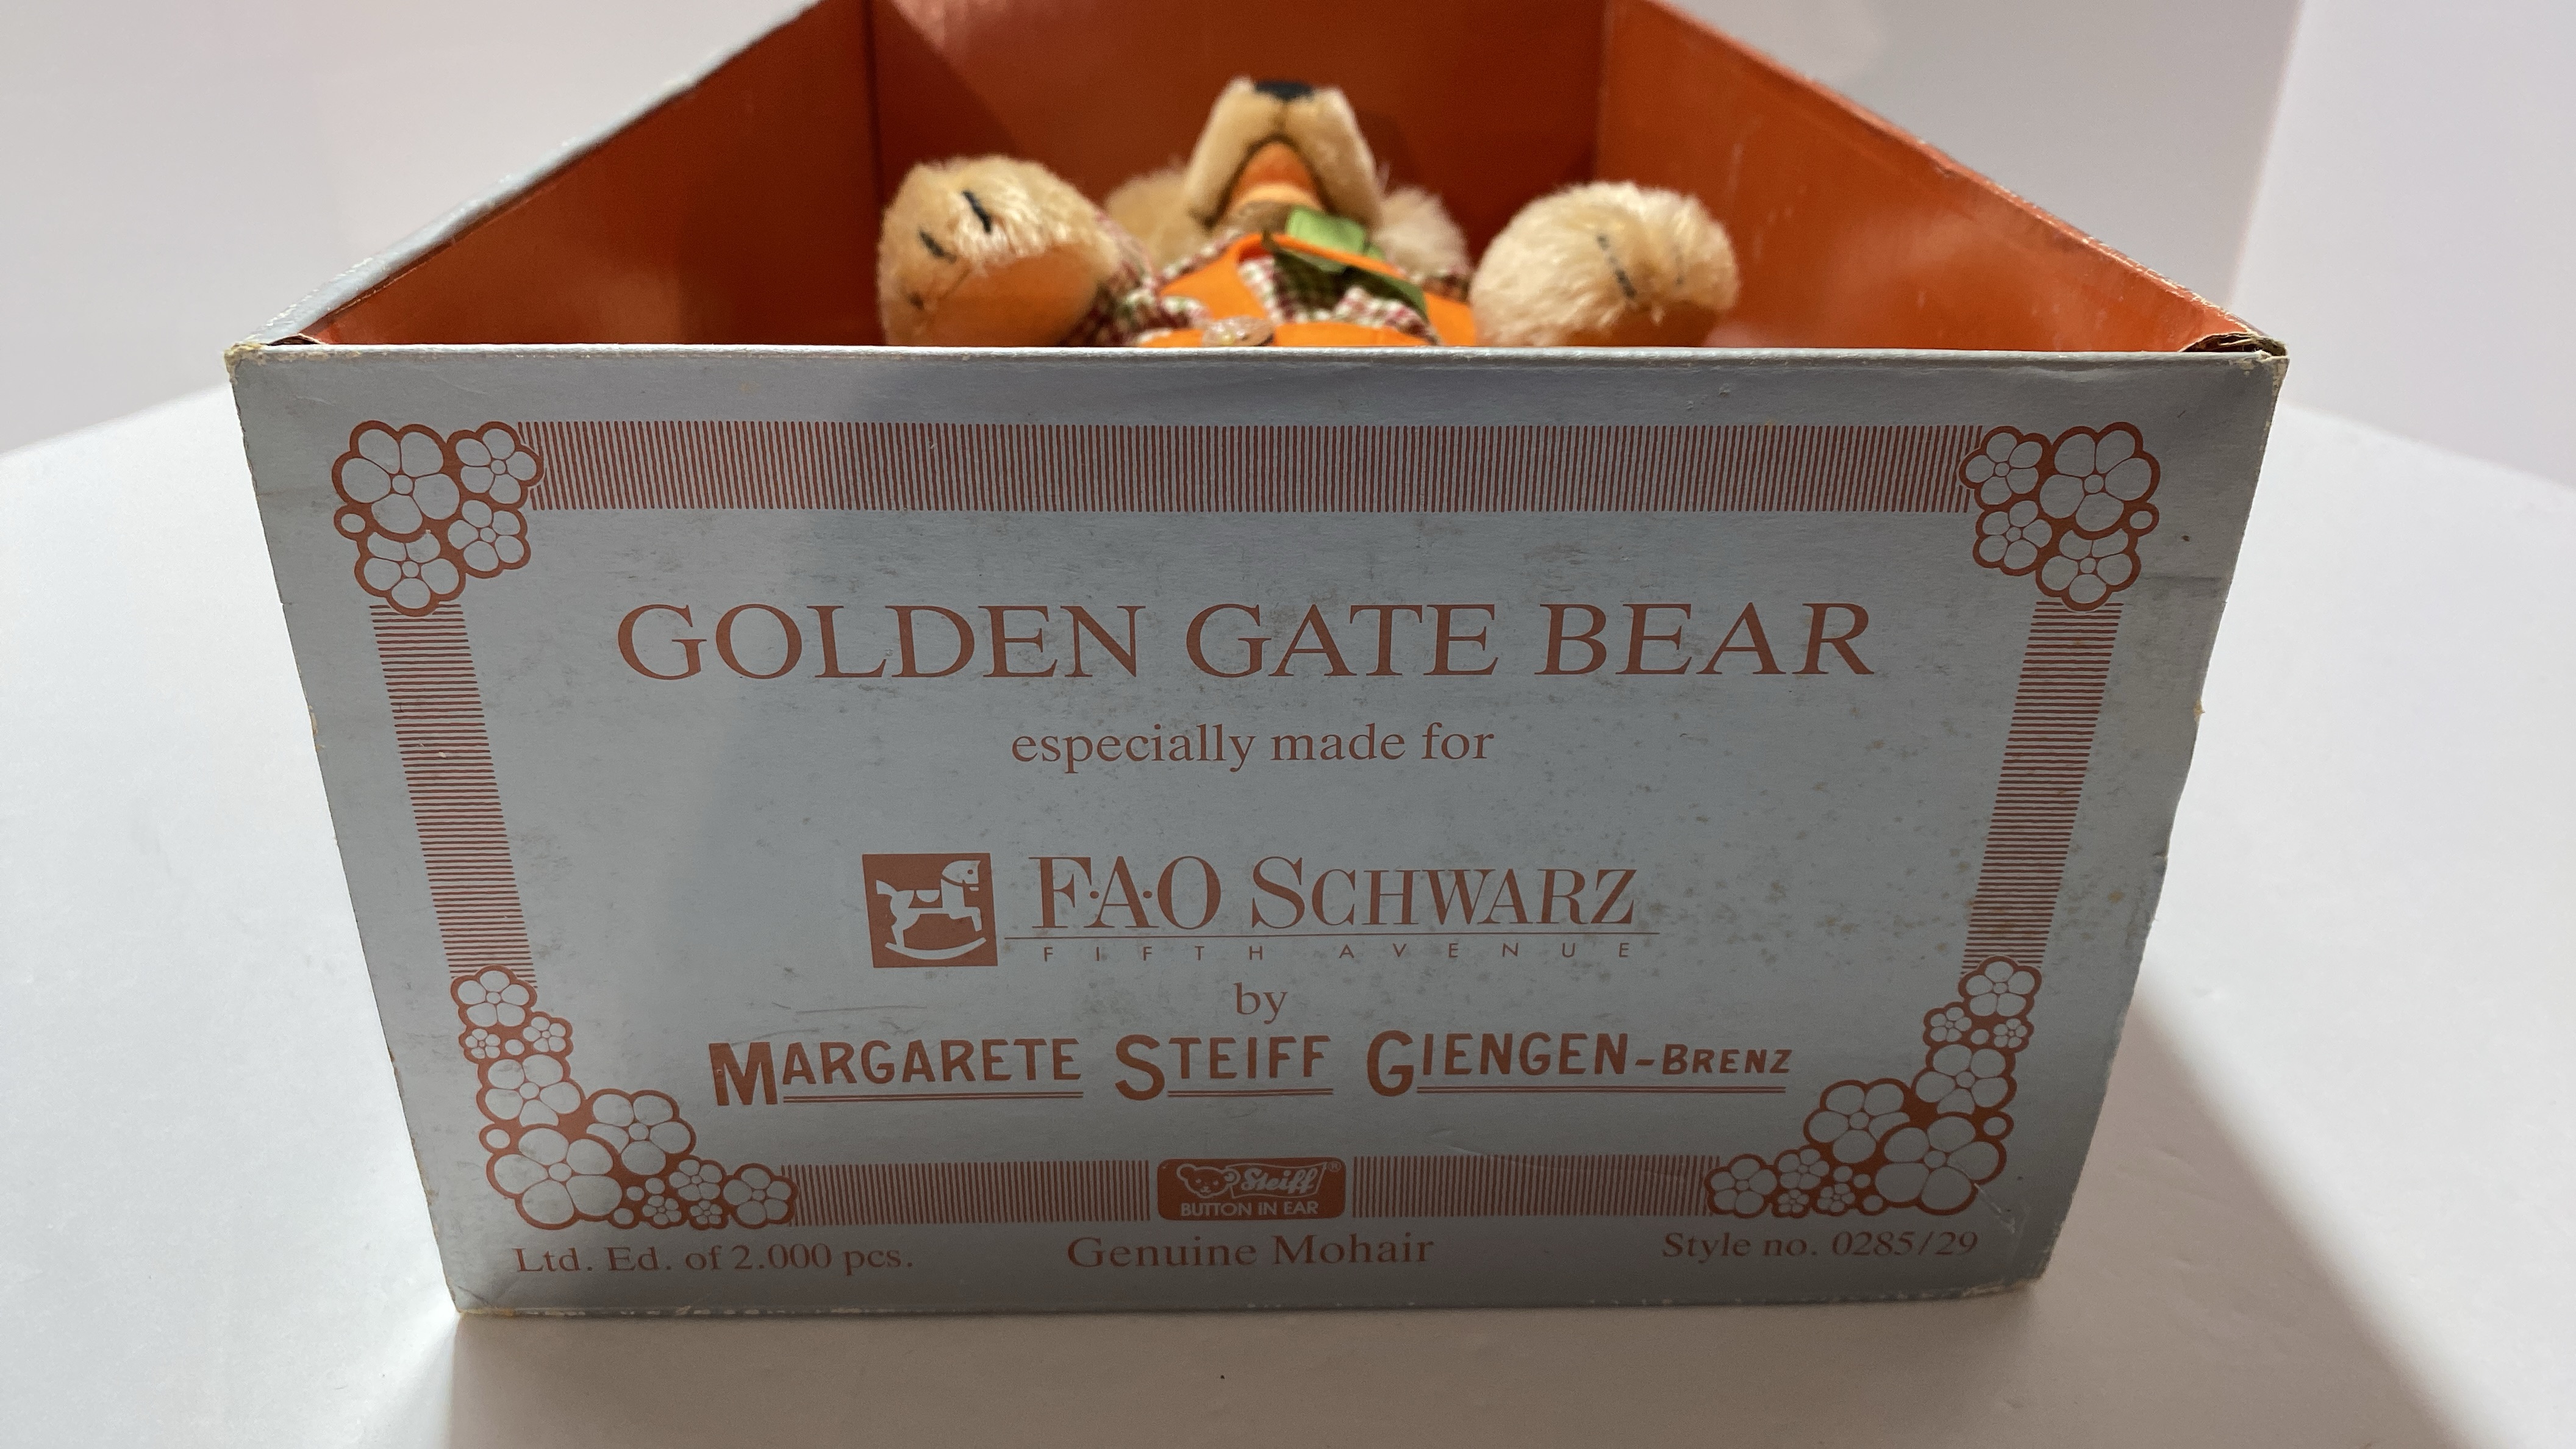 GOLDEN GATE BEAR
especially made for
F·A·O SCHWARZ
FIFTH AVENUE
by
MARGARETE STEIFF GIENGEN-BRENZ
Steiff®
BUTTON IN EAR
Ltd. Ed. of 2.000 pcs. Genuine Mohair Style no. 0285/29